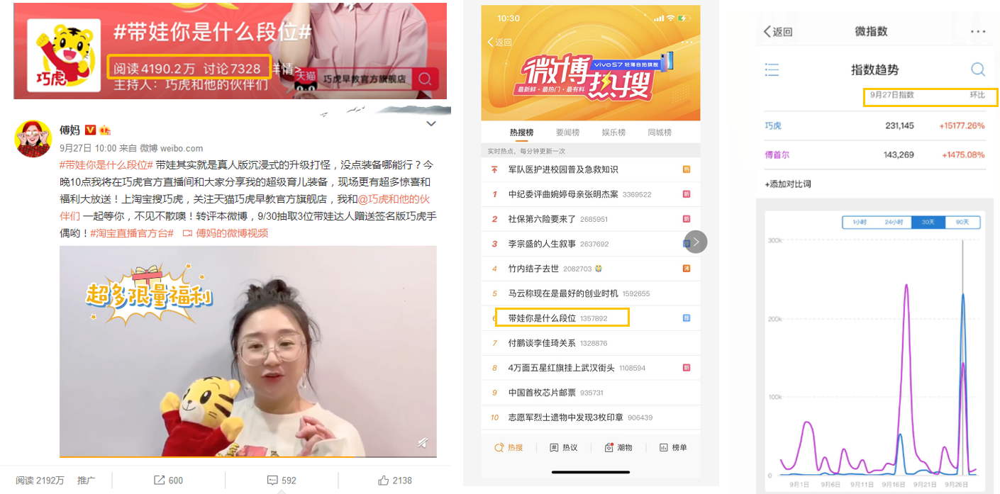 #带娃你是什么段位#
巧虎
阅读4190.2万 讨论7328 详情>
主持人：巧虎和他的伙伴们
天猫 巧虎早教官方旗舰店
傅妈
9月27日 10:00 来自 微博 weibo.com
#带娃你是什么段位# 带娃其实就是真人版沉浸式的升级打怪，没点装备哪能行？今
晚10点我将在巧虎官方直播间和大家分享我的超级育儿装备，现场更有超多惊喜和
福利大放送！上淘宝搜巧虎，关注天猫巧虎早教官方旗舰店，我和@巧虎和他的伙
伴们 一起等你，不见不散噢！转评本微博，9/30抽取3位带娃达人赠送签名版巧虎手
偶哟！#淘宝直播官方台# 傅妈的微博视频
超多限量福利
阅读 2192万 推广 600 592 2138
10:30
返回
微博热搜
vivo S7 轻薄自拍旗舰
最新鲜·最热门·最有料
热搜榜 要闻榜 娱乐榜 同城榜
实时热点，每分钟更新一次
军队医护进校园普及急救知识 热
1 中纪委评曲婉婷母亲张明杰案 3369522 新
2 社保第六险要来了 2685951 新
3 李宗盛的人生叙事 2637692
4 竹内结子去世 2082703 沸
5 马云称现在是最好的创业时机 1592655
6 带娃你是什么段位 1357892 荐
7 付鹏谈李佳琦关系 1328876
8 4万面五星红旗挂上武汉街头 1108594 新
9 中国首枚芯片邮票 935731
10 志愿军烈士遗物中发现3枚印章 906439
热搜 热议 潮物 榜单
返回 微指数
指数趋势
9月27日指数 环比
巧虎 231,145 +15177.26%
傅首尔 143,269 +1475.08%
+添加对比词
1小时 24小时 30天 90天
300k
200k
100k
0
9月1日 9月6日 9月11日 9月16日 9月21日 9月26日